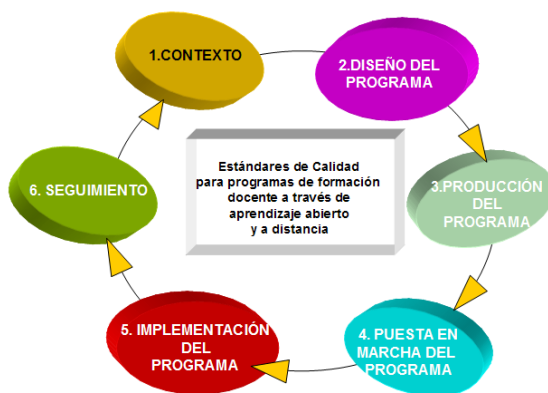 1.CONTEXTO
2.DISEÑO DEL
PROGRAMA
3.PRODUCCIÓN
DEL
PROGRAMA
4. PUESTA EN
MARCHA DEL
PROGRAMA
5. IMPLEMENTACIÓN
DEL
PROGRAMA
6. SEGUIMIENTO
Estándares de Calidad
para programas de formación
docente a través de
aprendizaje abierto
y a distancia